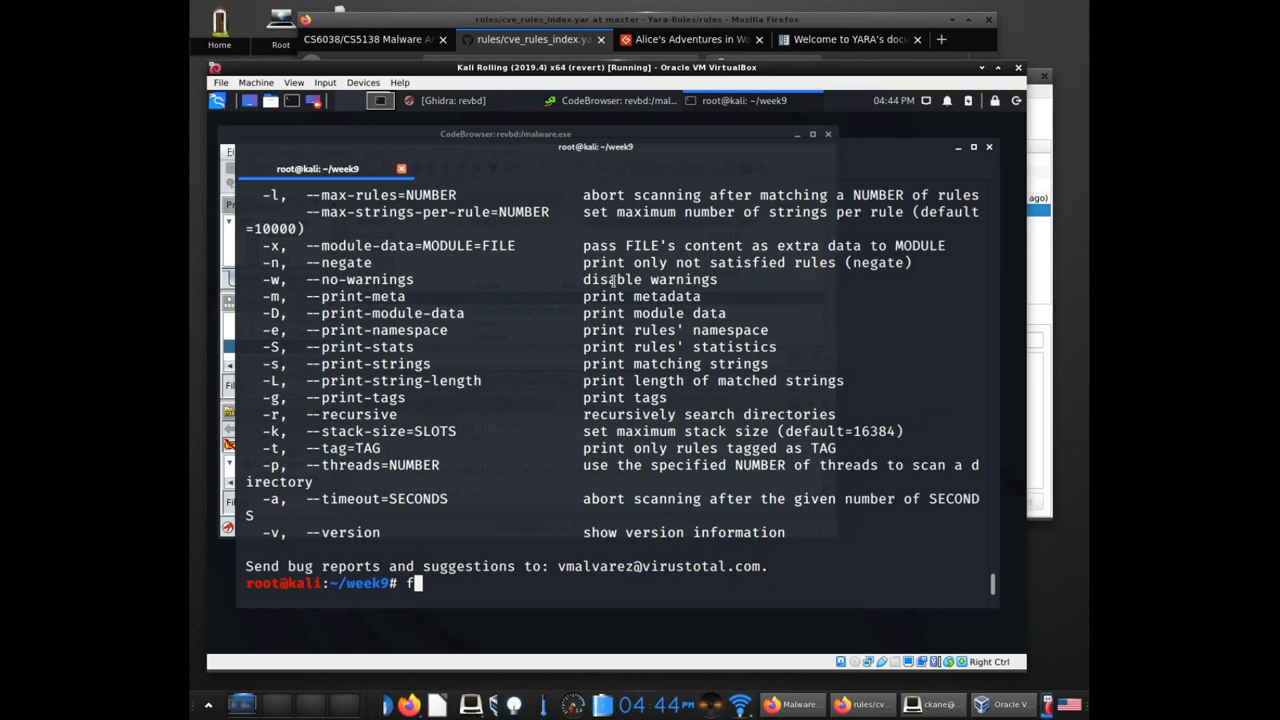 rules/cve_rules_index.yar at master - Yara-Rules/rules - Mozilla Firefox
Home
Root
CS6038/CS5138 Malware A
rules/cve_rules_index.yar
Alice's Adventures in Wo
Welcome to YARA's docu
Kali Rolling (2019.4) x64 (revert) [Running] - Oracle VM VirtualBox
File Machine View Input Devices Help
[Ghidra: revbd]
CodeBrowser: revbd:/mal...
root@kali: ~/week9
04:44 PM
CodeBrowser: revbd:/malware.exe
root@kali: ~/week9
root@kali: ~/week9
ago)
-l, --max-rules=NUMBER abort scanning after matching a NUMBER of rules
--max-strings-per-rule=NUMBER set maximum number of strings per rule (default
=10000)
-x, --module-data=MODULE=FILE pass FILE's content as extra data to MODULE
-n, --negate print only not satisfied rules (negate)
-w, --no-warnings disable warnings
-m, --print-meta print metadata
-D, --print-module-data print module data
-e, --print-namespace print rules' namespace
-S, --print-stats print rules' statistics
-s, --print-strings print matching strings
-L, --print-string-length print length of matched strings
-g, --print-tags print tags
-r, --recursive recursively search directories
-k, --stack-size=SLOTS set maximum stack size (default=16384)
-t, --tag=TAG print only rules tagged as TAG
-p, --threads=NUMBER use the specified NUMBER of threads to scan a d
irectory
-a, --timeout=SECONDS abort scanning after the given number of SECOND
S
-v, --version show version information
Send bug reports and suggestions to: vmalvarez@virustotal.com.
root@kali:~/week9# f
Right Ctrl
04:44 PM
Malware...
rules/cv...
ckane@...
Oracle V...